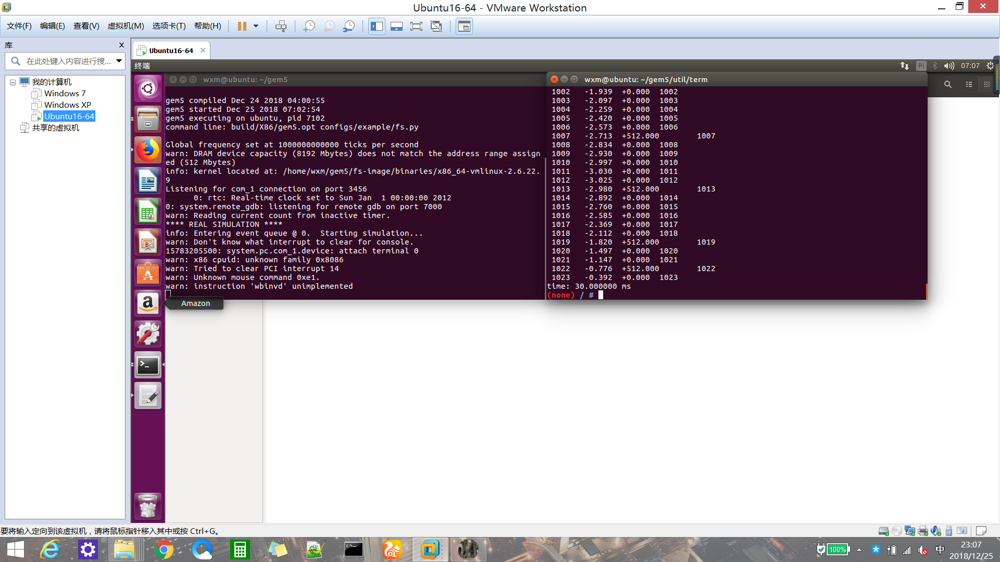 Ubuntu16-64 - VMware Workstation
文件(F) 编辑(E) 查看(V) 虚拟机(M) 选项卡(T) 帮助(H)
库
在此处键入内容进行搜...
我的计算机
Windows 7
Windows XP
Ubuntu16-64
共享的虚拟机
Ubuntu16-64
终端
Pi
07:07
wxm@ubuntu: ~/gem5
gem5 compiled Dec 24 2018 04:00:55
gem5 started Dec 25 2018 07:02:54
gem5 executing on ubuntu, pid 7102
command line: build/X86/gem5.opt configs/example/fs.py
Global frequency set at 1000000000000 ticks per second
warn: DRAM device capacity (8192 Mbytes) does not match the address range assign
ed (512 Mbytes)
info: kernel located at: /home/wxm/gem5/fs-image/binaries/x86_64-vmlinux-2.6.22.
9
Listening for com_1 connection on port 3456
0: rtc: Real-time clock set to Sun Jan  1 00:00:00 2012
0: system.remote_gdb: listening for remote gdb on port 7000
warn: Reading current count from inactive timer.
**** REAL SIMULATION ****
info: Entering event queue @ 0.  Starting simulation...
warn: Don't know what interrupt to clear for console.
15783205500: system.pc.com_1.device: attach terminal 0
warn: x86 cpuid: unknown family 0x8086
warn: Tried to clear PCI interrupt 14
warn: Unknown mouse command 0xe1.
warn: instruction 'wbinvd' unimplemented
Amazon
wxm@ubuntu: ~/gem5/util/term
1002 -1.939 +0.000 1002
1003 -2.097 +0.000 1003
1004 -2.259 +0.000 1004
1005 -2.420 +0.000 1005
1006 -2.573 +0.000 1006
1007 -2.713 +512.000 1007
1008 -2.834 +0.000 1008
1009 -2.930 +0.000 1009
1010 -2.997 +0.000 1010
1011 -3.030 +0.000 1011
1012 -3.025 +0.000 1012
1013 -2.980 +512.000 1013
1014 -2.892 +0.000 1014
1015 -2.760 +0.000 1015
1016 -2.585 +0.000 1016
1017 -2.369 +0.000 1017
1018 -2.112 +0.000 1018
1019 -1.820 +512.000 1019
1020 -1.497 +0.000 1020
1021 -1.147 +0.000 1021
1022 -0.776 +512.000 1022
1023 -0.392 +0.000 1023
time: 30.000000 ms
(none) / #
要将输入定向到该虚拟机，请将鼠标指针移入其中或按 Ctrl+G。
100%
中
23:07
2018/12/25